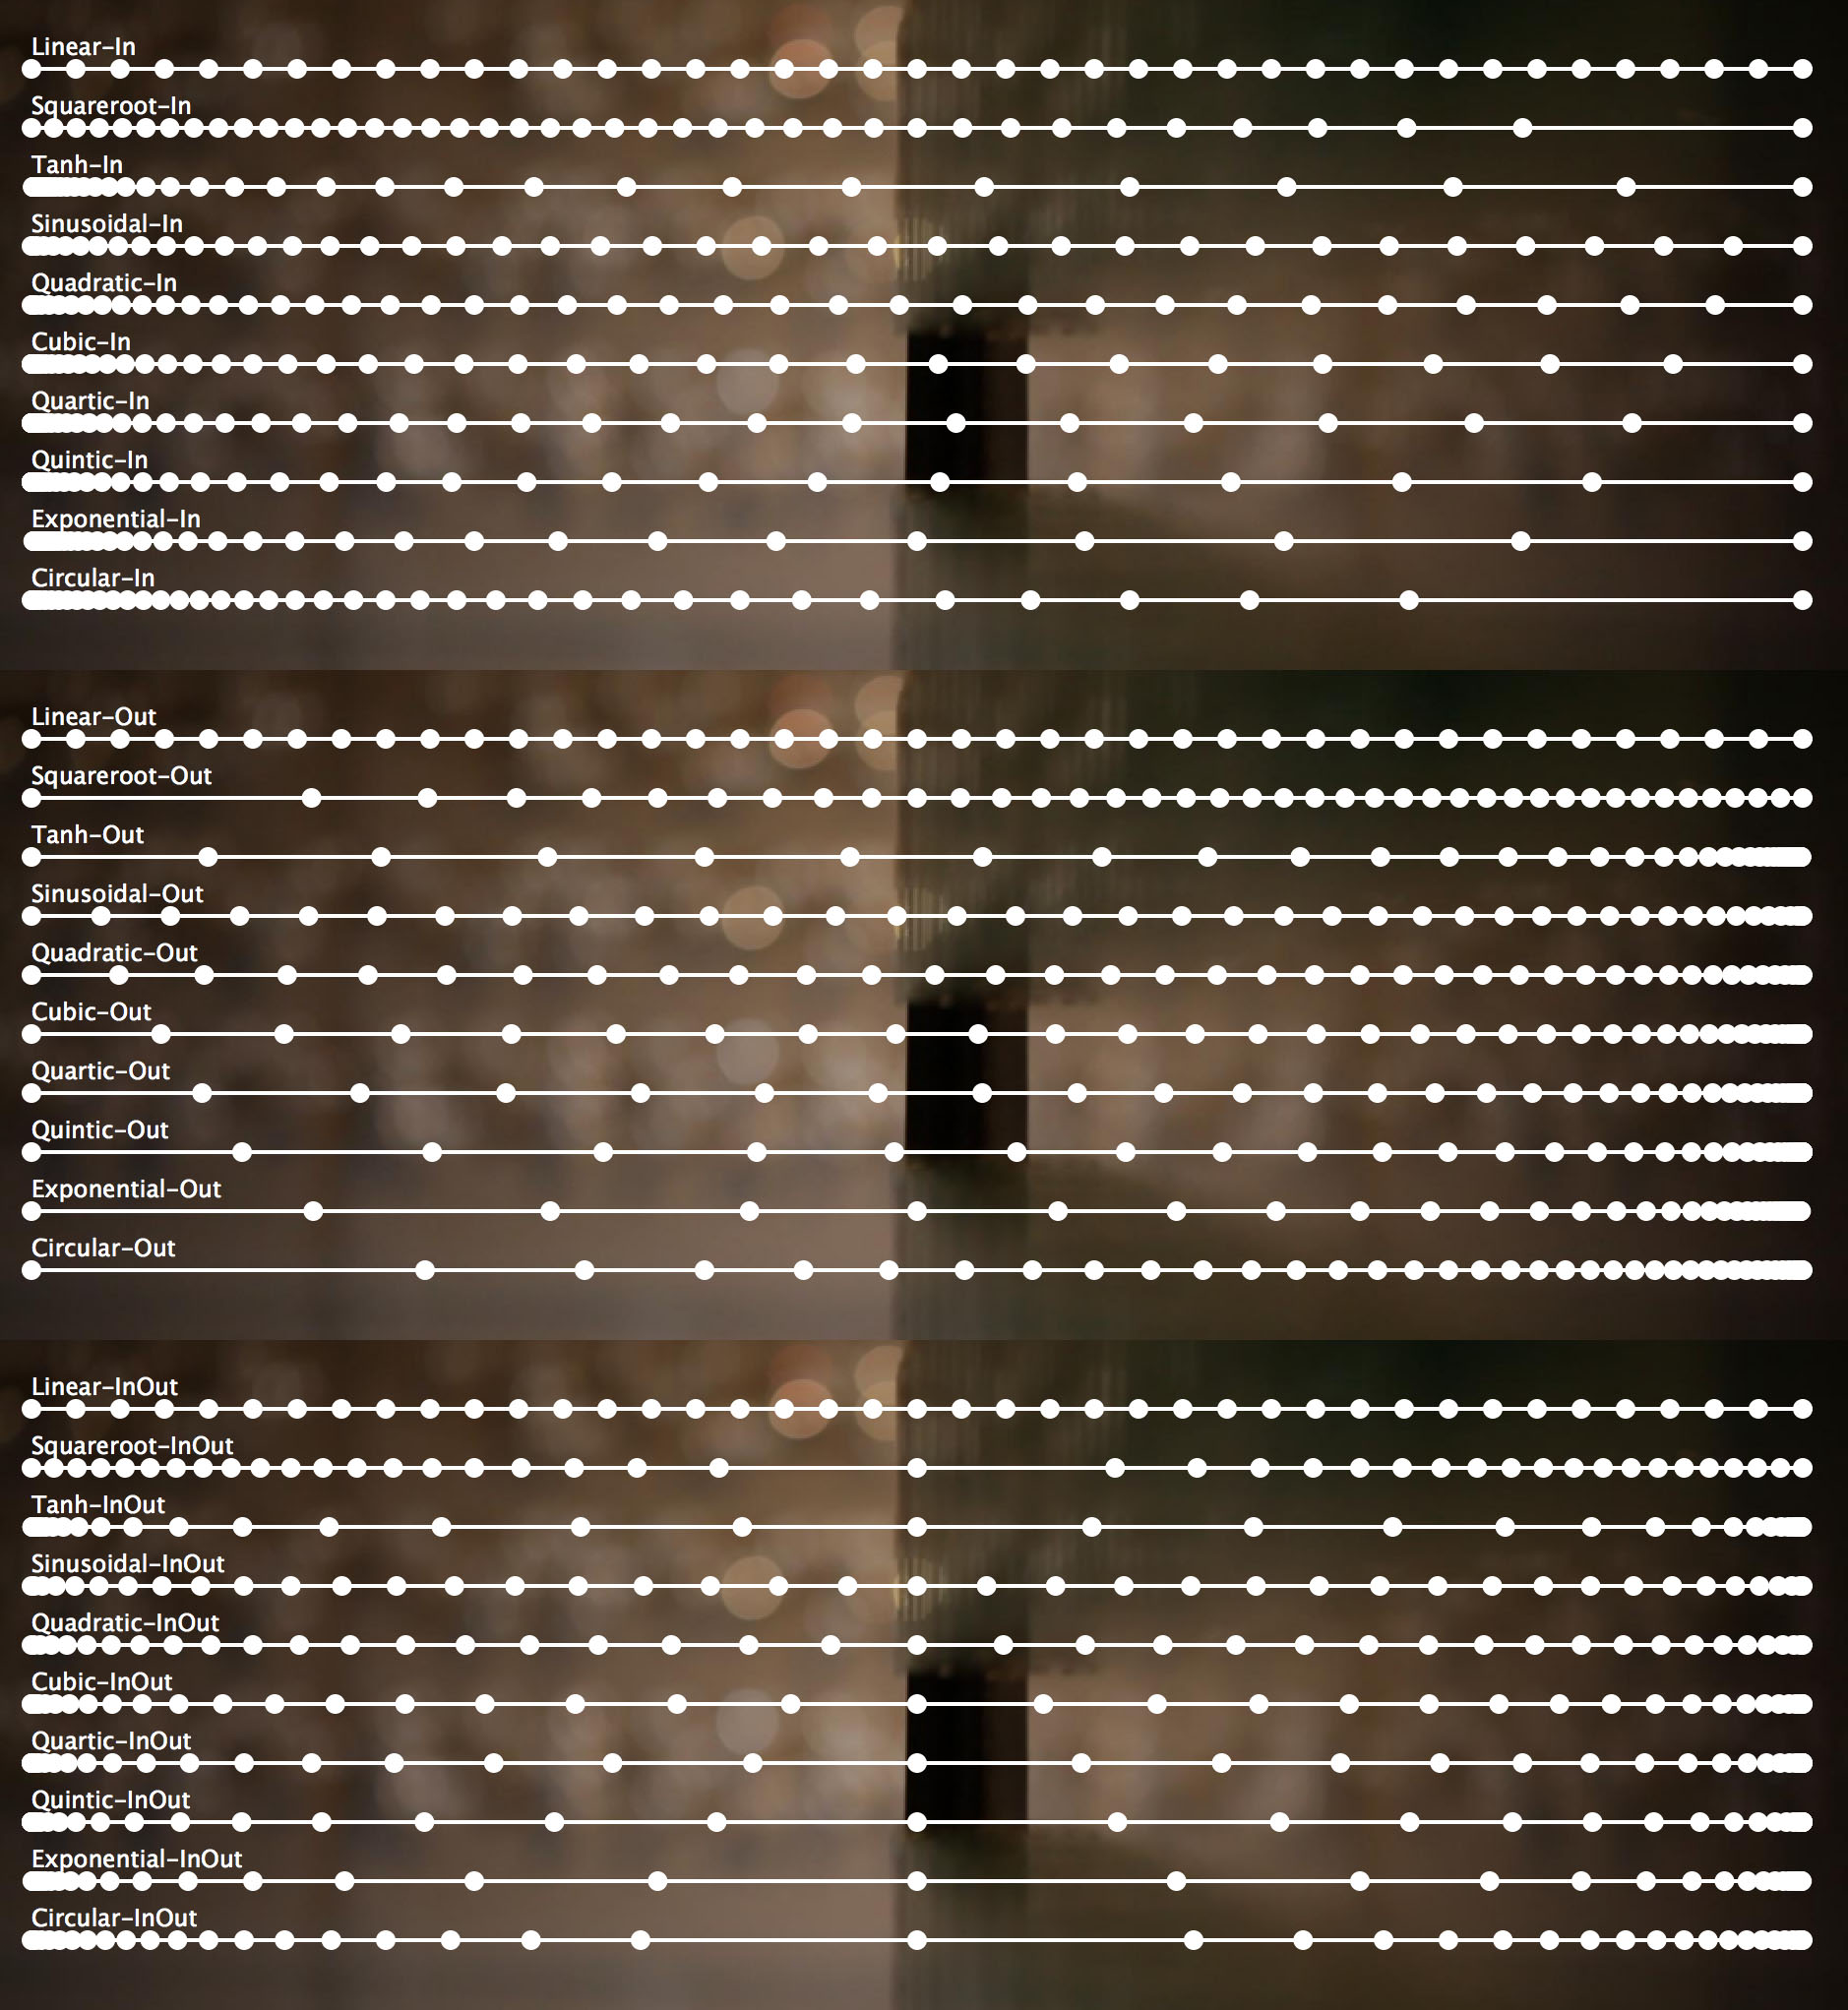 Linear-In
Squareroot-In
Tanh-In
Sinusoidal-In
Quadratic-In
Cubic-In
Quartic-In
Quintic-In
Exponential-In
Circular-In
Linear-Out
Squareroot-Out
Tanh-Out
Sinusoidal-Out
Quadratic-Out
Cubic-Out
Quartic-Out
Quintic-Out
Exponential-Out
Circular-Out
Linear-InOut
Squareroot-InOut
Tanh-InOut
Sinusoidal-InOut
Quadratic-InOut
Cubic-InOut
Quartic-InOut
Quintic-InOut
Exponential-InOut
Circular-InOut